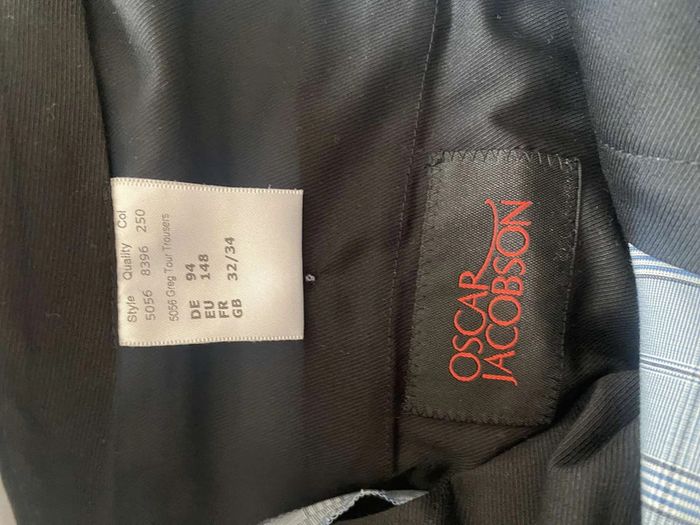 Style Quality Col
5056 8396 250
5056 Greg Tour Trousers
DE 94
EU 148
FR
GB 32/34
OSCAR
JACOBSON